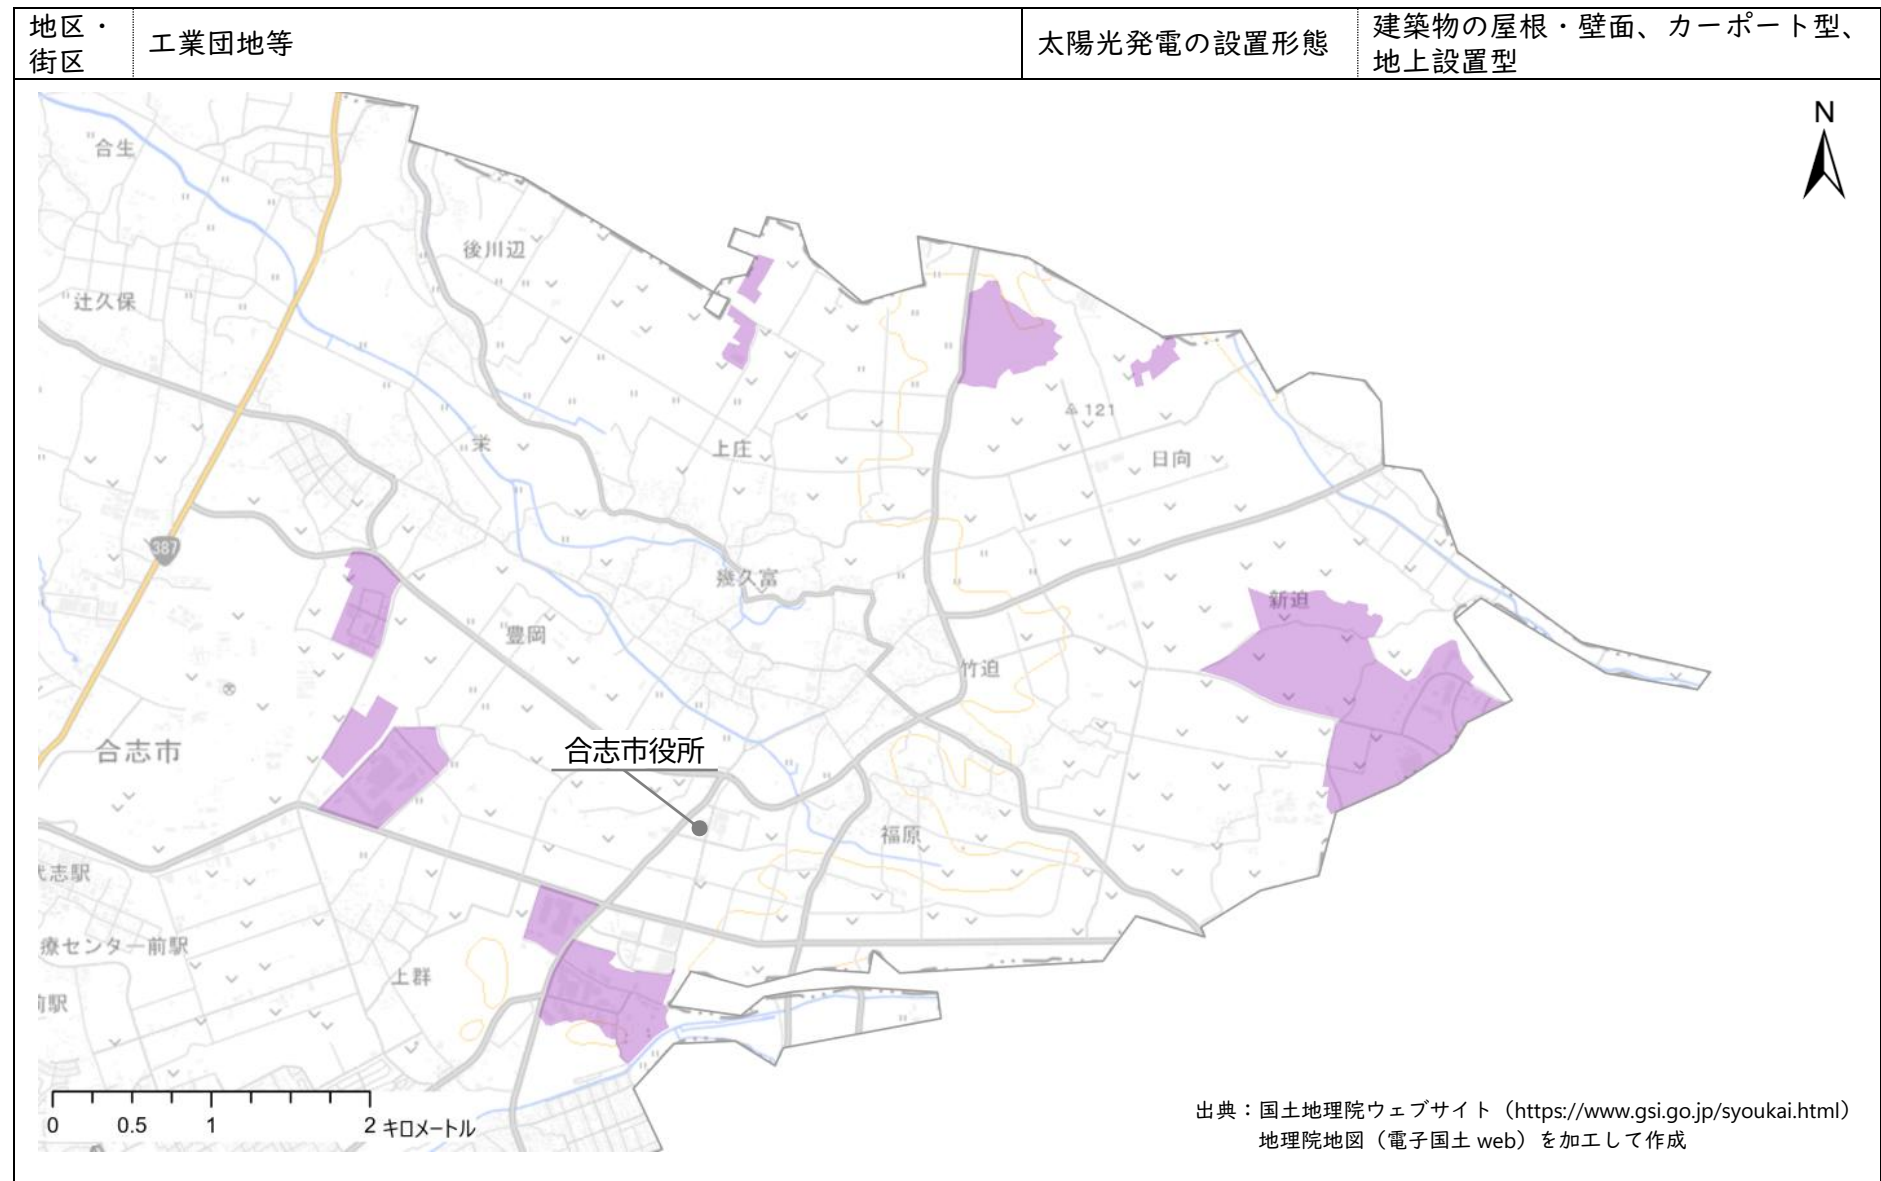 地区・
街区
工業団地等
太陽光発電の設置形態
建築物の屋根・壁面、カーポート型、
地上設置型
N
合生
後川辺
辻久保
121
栄
上庄
日向
387
幾久富
新迫
豊岡
竹迫
合志市
合志市役所
福原
志駅
療センター前駅
上群
前駅
0 0.5 1 2 キロメートル
出典：国土地理院ウェブサイト（https://www.gsi.go.jp/syoukai.html）
地理院地図（電子国土 web）を加工して作成